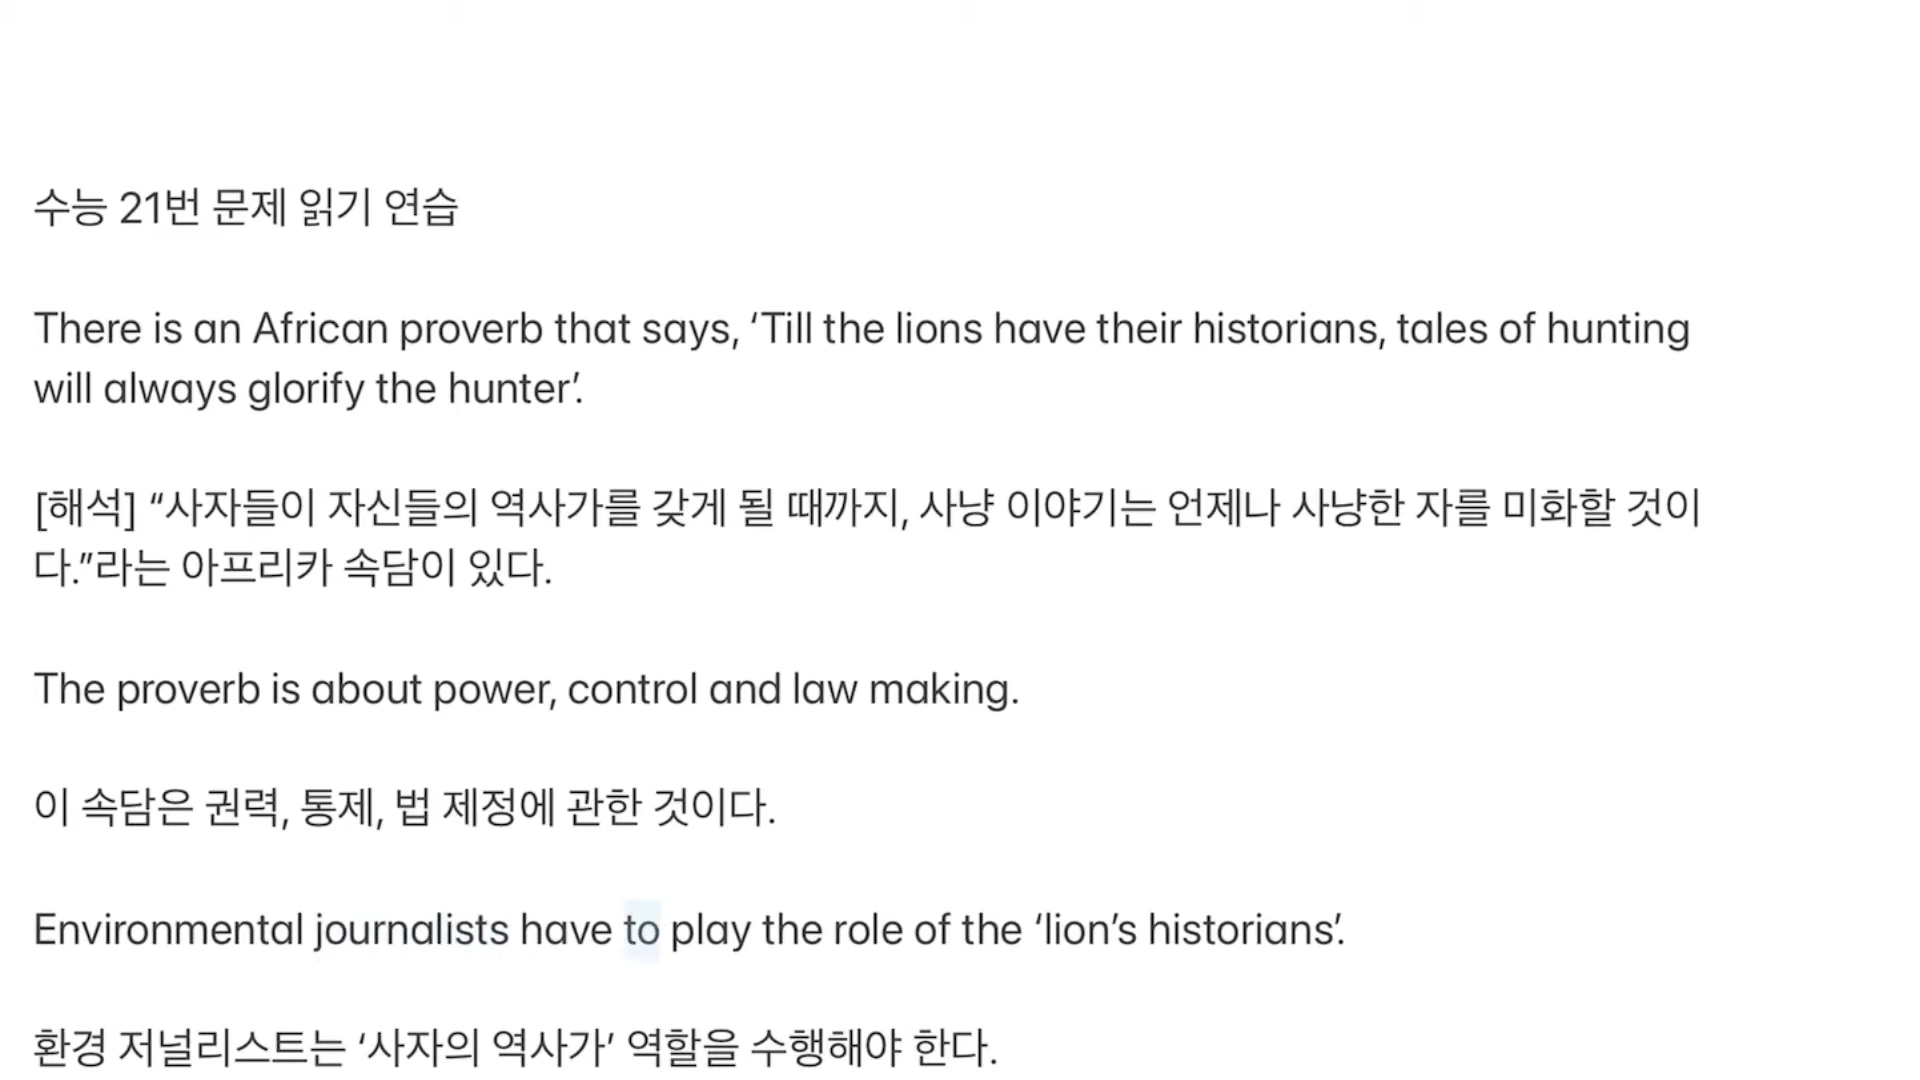 수능 21번 문제 읽기 연습
There is an African proverb that says, ‘Till the lions have their historians, tales of hunting
will always glorify the hunter’.
[해석] “사자들이 자신들의 역사가를 갖게 될 때까지, 사냥 이야기는 언제나 사냥한 자를 미화할 것이
다.”라는 아프리카 속담이 있다.
The proverb is about power, control and law making.
이 속담은 권력, 통제, 법 제정에 관한 것이다.
Environmental journalists have to play the role of the ‘lion’s historians’.
환경 저널리스트는 ‘사자의 역사가’ 역할을 수행해야 한다.